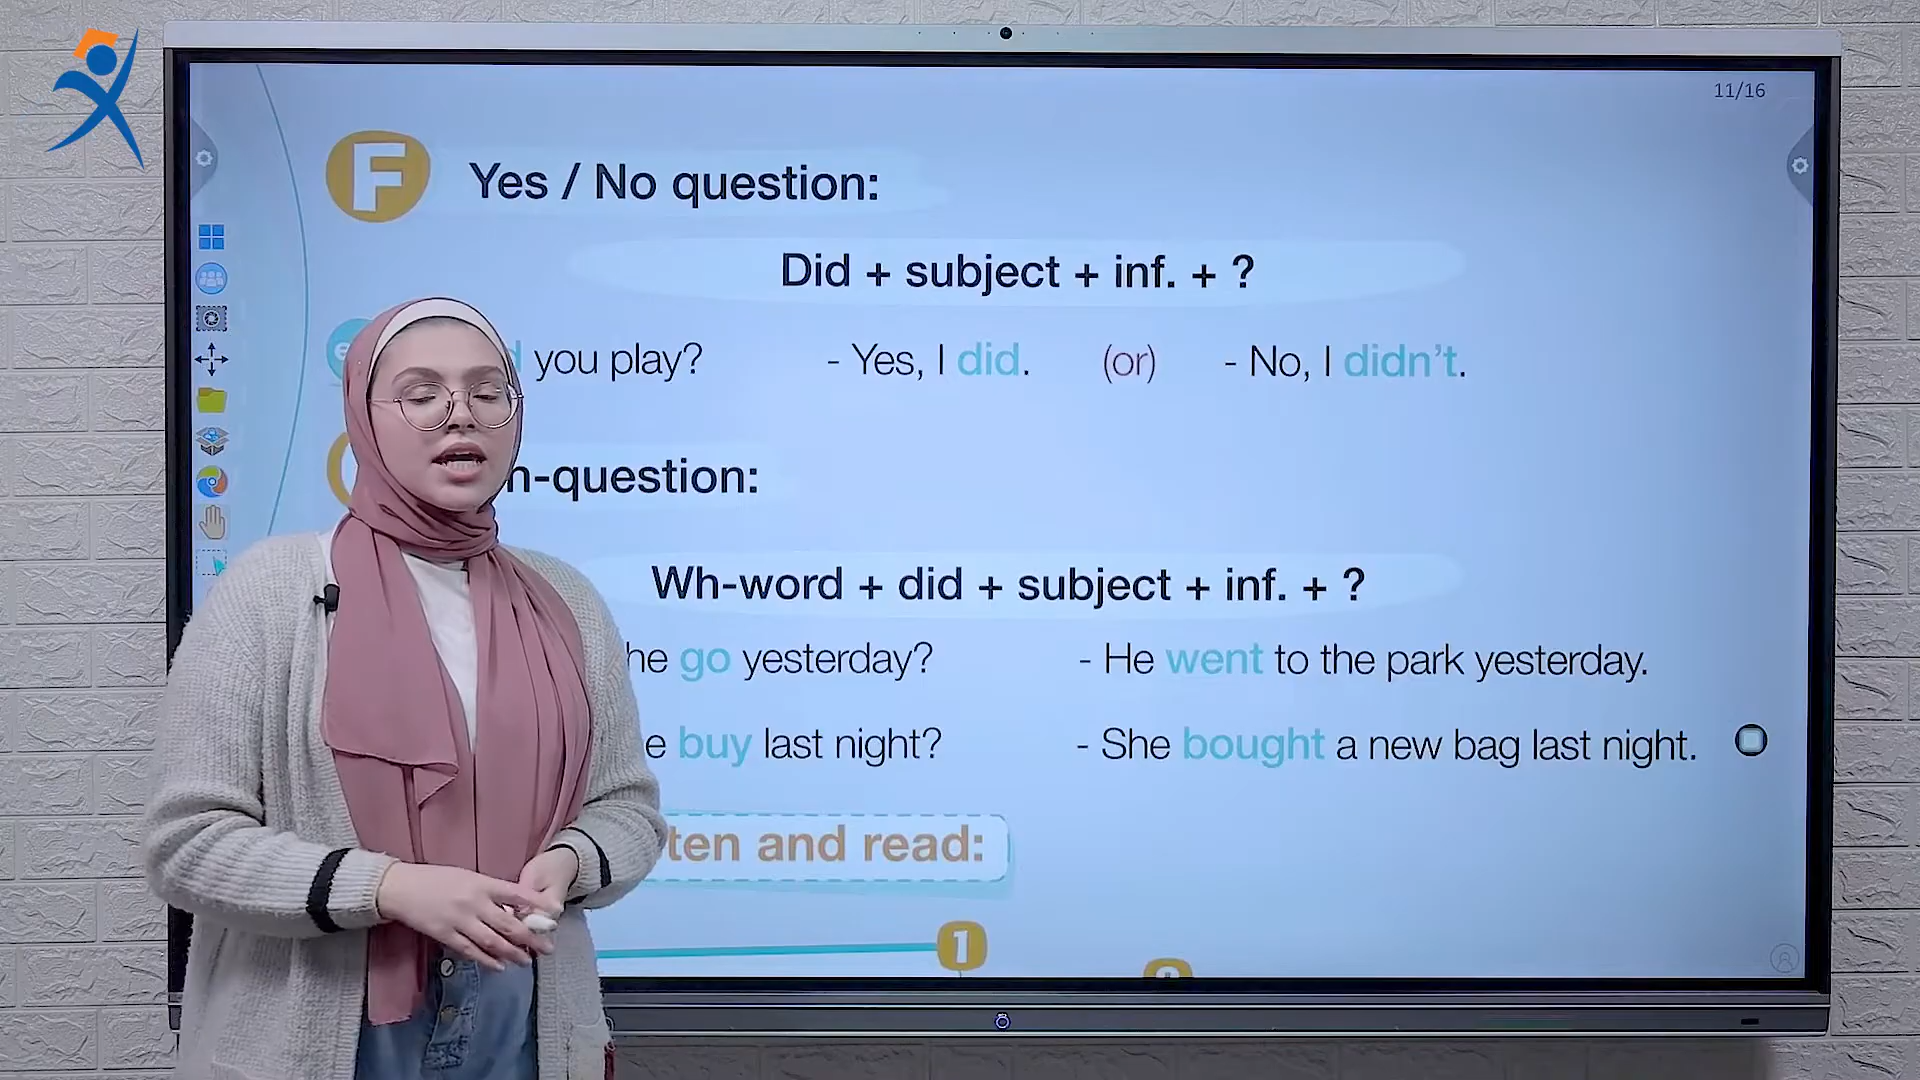 11/16
F Yes / No question:
Did + subject + inf. + ?
you play? - Yes, I did. (or) - No, I didn't.
-question:
Wh-word + did + subject + inf. + ?
he go yesterday? - He went to the park yesterday.
buy last night? - She bought a new bag last night.
and read:
1